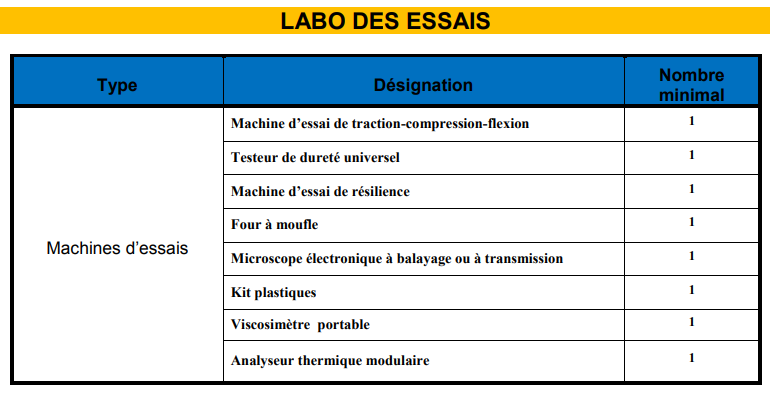 LABO DES ESSAIS
Type Désignation Nombre
minimal
Machine d’essai de traction-compression-flexion 1
Testeur de dureté universel 1
Machine d’essai de résilience 1
Four à moufle 1
Machines d’essais
Microscope électronique à balayage ou à transmission 1
Kit plastiques 1
Viscosimètre portable 1
Analyseur thermique modulaire 1